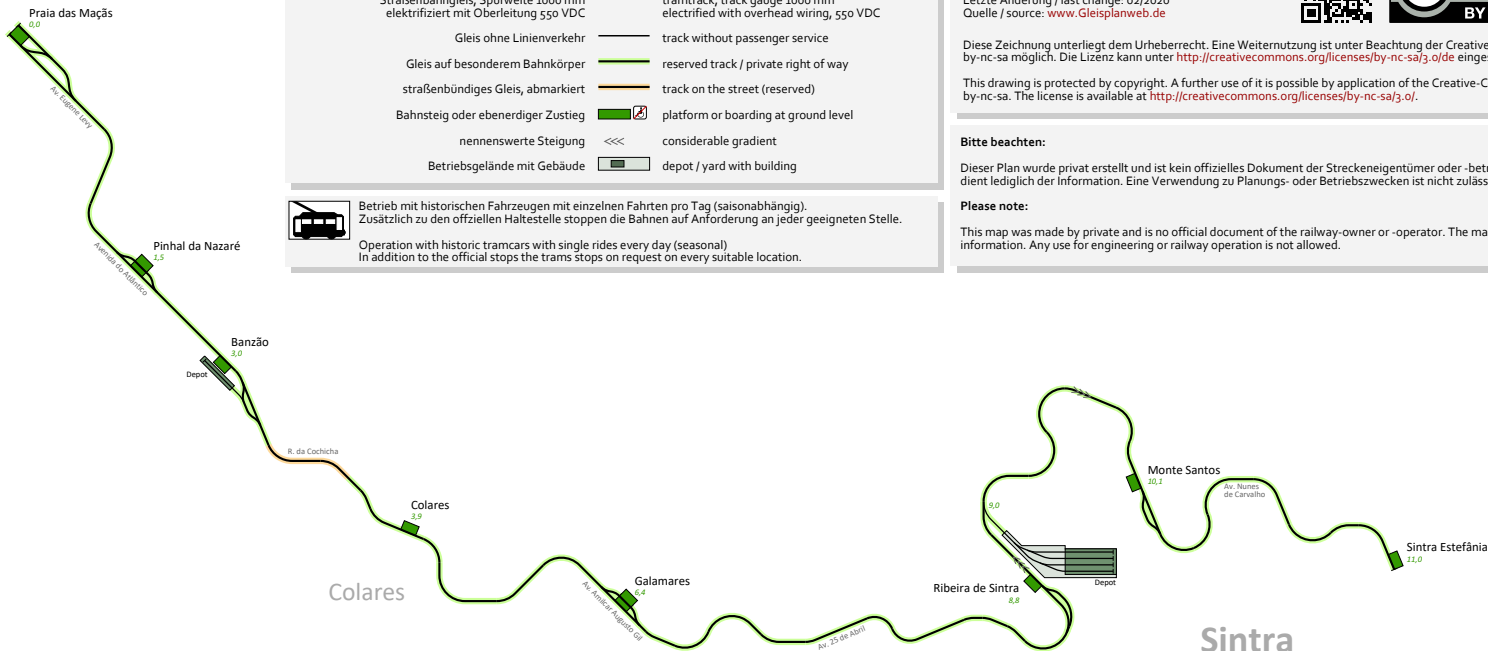 Praia das Maçãs
0,0
Straßenbahngleis, Spurweite 1000 mm
elektrifiziert mit Oberleitung 550 VDC
tramtrack, track gauge 1000 mm
electrified with overhead wiring, 550 VDC
Gleis ohne Linienverkehr
track without passenger service
Gleis auf besonderem Bahnkörper
reserved track / private right of way
straßenbündiges Gleis, abmarkiert
track on the street (reserved)
Bahnsteig oder ebenerdiger Zustieg
platform or boarding at ground level
nennenswerte Steigung
<<<
considerable gradient
Betriebsgelände mit Gebäude
depot / yard with building
Letzte Änderung / last change: 02/2020
Quelle / source: www.Gleisplanweb.de
BY
Diese Zeichnung unterliegt dem Urheberrecht. Eine Weiternutzung ist unter Beachtung der Creative
by-nc-sa möglich. Die Lizenz kann unter http://creativecommons.org/licenses/by-nc-sa/3.0/de einges
This drawing is protected by copyright. A further use of it is possible by application of the Creative-C
by-nc-sa. The license is available at http://creativecommons.org/licenses/by-nc-sa/3.0/.
Bitte beachten:
Dieser Plan wurde privat erstellt und ist kein offizielles Dokument der Streckeneigentümer oder -betr
dient lediglich der Information. Eine Verwendung zu Planungs- oder Betriebszwecken ist nicht zuläss
Please note:
This map was made by private and is no official document of the railway-owner or -operator. The ma
information. Any use for engineering or railway operation is not allowed.
Betrieb mit historischen Fahrzeugen mit einzelnen Fahrten pro Tag (saisonabhängig).
Zusätzlich zu den offziellen Haltestelle stoppen die Bahnen auf Anforderung an jeder geeigneten Stelle.
Operation with historic tramcars with single rides every day (seasonal)
In addition to the official stops the trams stops on request on every suitable location.
Av. Eugene Levy
Pinhal da Nazaré
1,5
Avenida do Atlântico
Banzão
3,0
Depot
R. da Cochicha
Colares
3,9
Colares
Galamares
6,4
Av. Amilcar Augusto Gil
Av. 25 de Abril
Ribeira de Sintra
8,8
9,0
Depot
Monte Santos
10,1
Av. Nunes
de Carvalho
Sintra Estefânia
11,0
Sintra